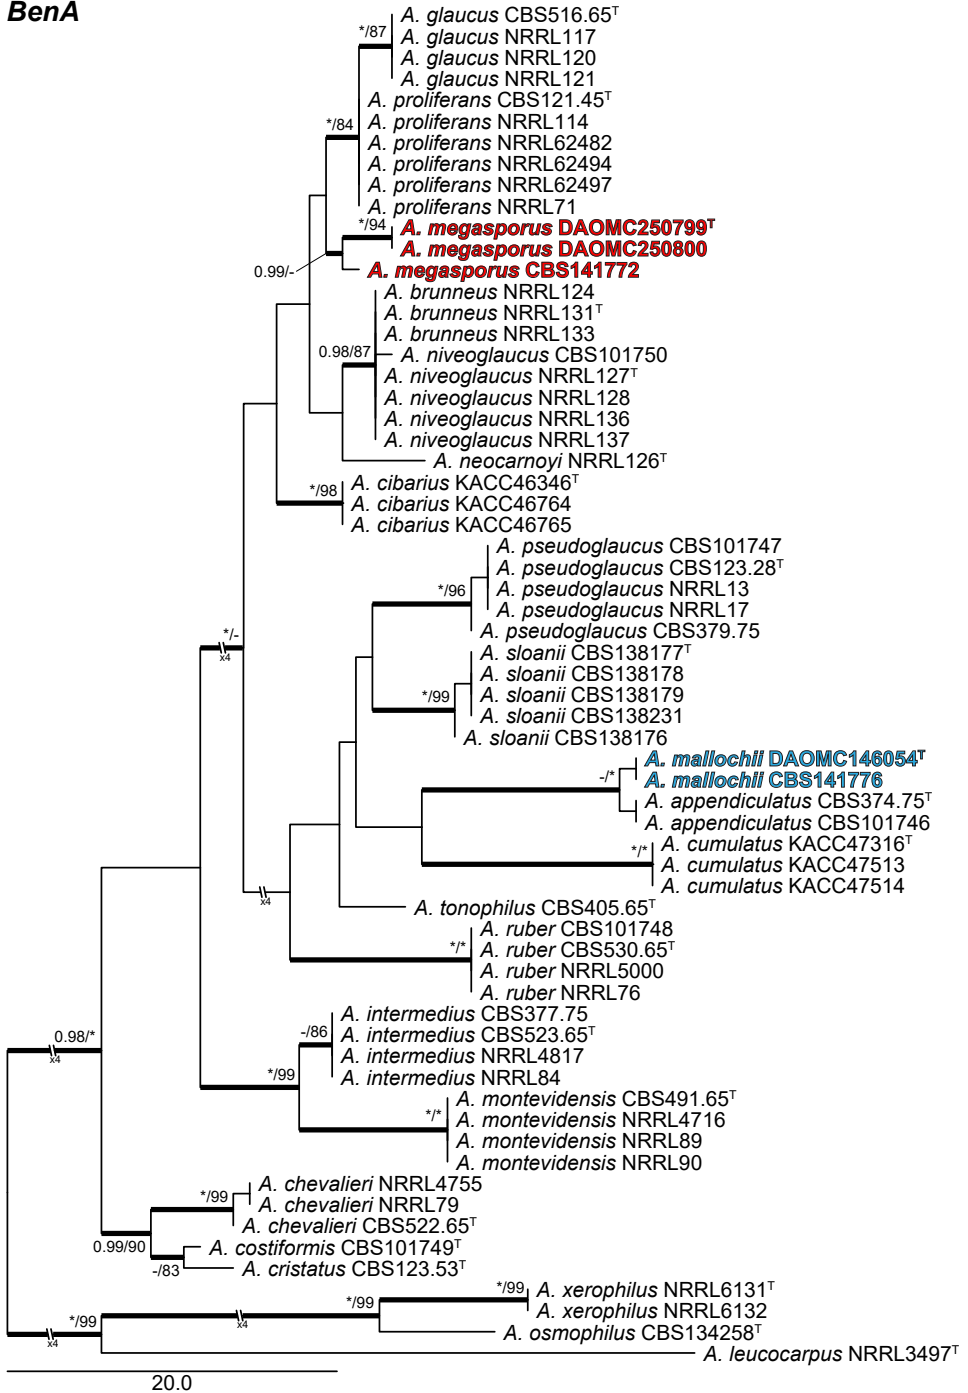 BenA
A. glaucus CBS516.65ᵀ
*/87
A. glaucus NRRL117
A. glaucus NRRL120
A. glaucus NRRL121
A. proliferans CBS121.45ᵀ
*/84
A. proliferans NRRL114
A. proliferans NRRL62482
A. proliferans NRRL62494
A. proliferans NRRL62497
A. proliferans NRRL71
*/94
A. megasporus DAOMC250799ᵀ
A. megasporus DAOMC250800
0.99/-
A. megasporus CBS141772
A. brunneus NRRL124
A. brunneus NRRL131ᵀ
A. brunneus NRRL133
0.98/87
A. niveoglaucus CBS101750
A. niveoglaucus NRRL127ᵀ
A. niveoglaucus NRRL128
A. niveoglaucus NRRL136
A. niveoglaucus NRRL137
A. neocarnoyi NRRL126ᵀ
*/98
A. cibarius KACC46346ᵀ
A. cibarius KACC46764
A. cibarius KACC46765
A. pseudoglaucus CBS101747
A. pseudoglaucus CBS123.28ᵀ
*/96
A. pseudoglaucus NRRL13
A. pseudoglaucus NRRL17
A. pseudoglaucus CBS379.75
*/-
x4
A. sloanii CBS138177ᵀ
A. sloanii CBS138178
*/99
A. sloanii CBS138179
A. sloanii CBS138231
A. sloanii CBS138176
A. mallochii DAOMC146054ᵀ
-/*
A. mallochii CBS141776
A. appendiculatus CBS374.75ᵀ
A. appendiculatus CBS101746
*/*
A. cumulatus KACC47316ᵀ
A. cumulatus KACC47513
A. cumulatus KACC47514
x4
A. tonophilus CBS405.65ᵀ
A. ruber CBS101748
*/*
A. ruber CBS530.65ᵀ
A. ruber NRRL5000
A. ruber NRRL76
A. intermedius CBS377.75
-/86
A. intermedius CBS523.65ᵀ
0.98/*
x4
A. intermedius NRRL4817
*/99
A. intermedius NRRL84
A. montevidensis CBS491.65ᵀ
*/*
A. montevidensis NRRL4716
A. montevidensis NRRL89
A. montevidensis NRRL90
A. chevalieri NRRL4755
*/99
A. chevalieri NRRL79
A. chevalieri CBS522.65ᵀ
0.99/90
A. costiformis CBS101749ᵀ
-/83
A. cristatus CBS123.53ᵀ
*/99
A. xerophilus NRRL6131ᵀ
*/99
x4
*/99
x4
A. xerophilus NRRL6132
A. osmophilus CBS134258ᵀ
A. leucocarpus NRRL3497ᵀ
20.0